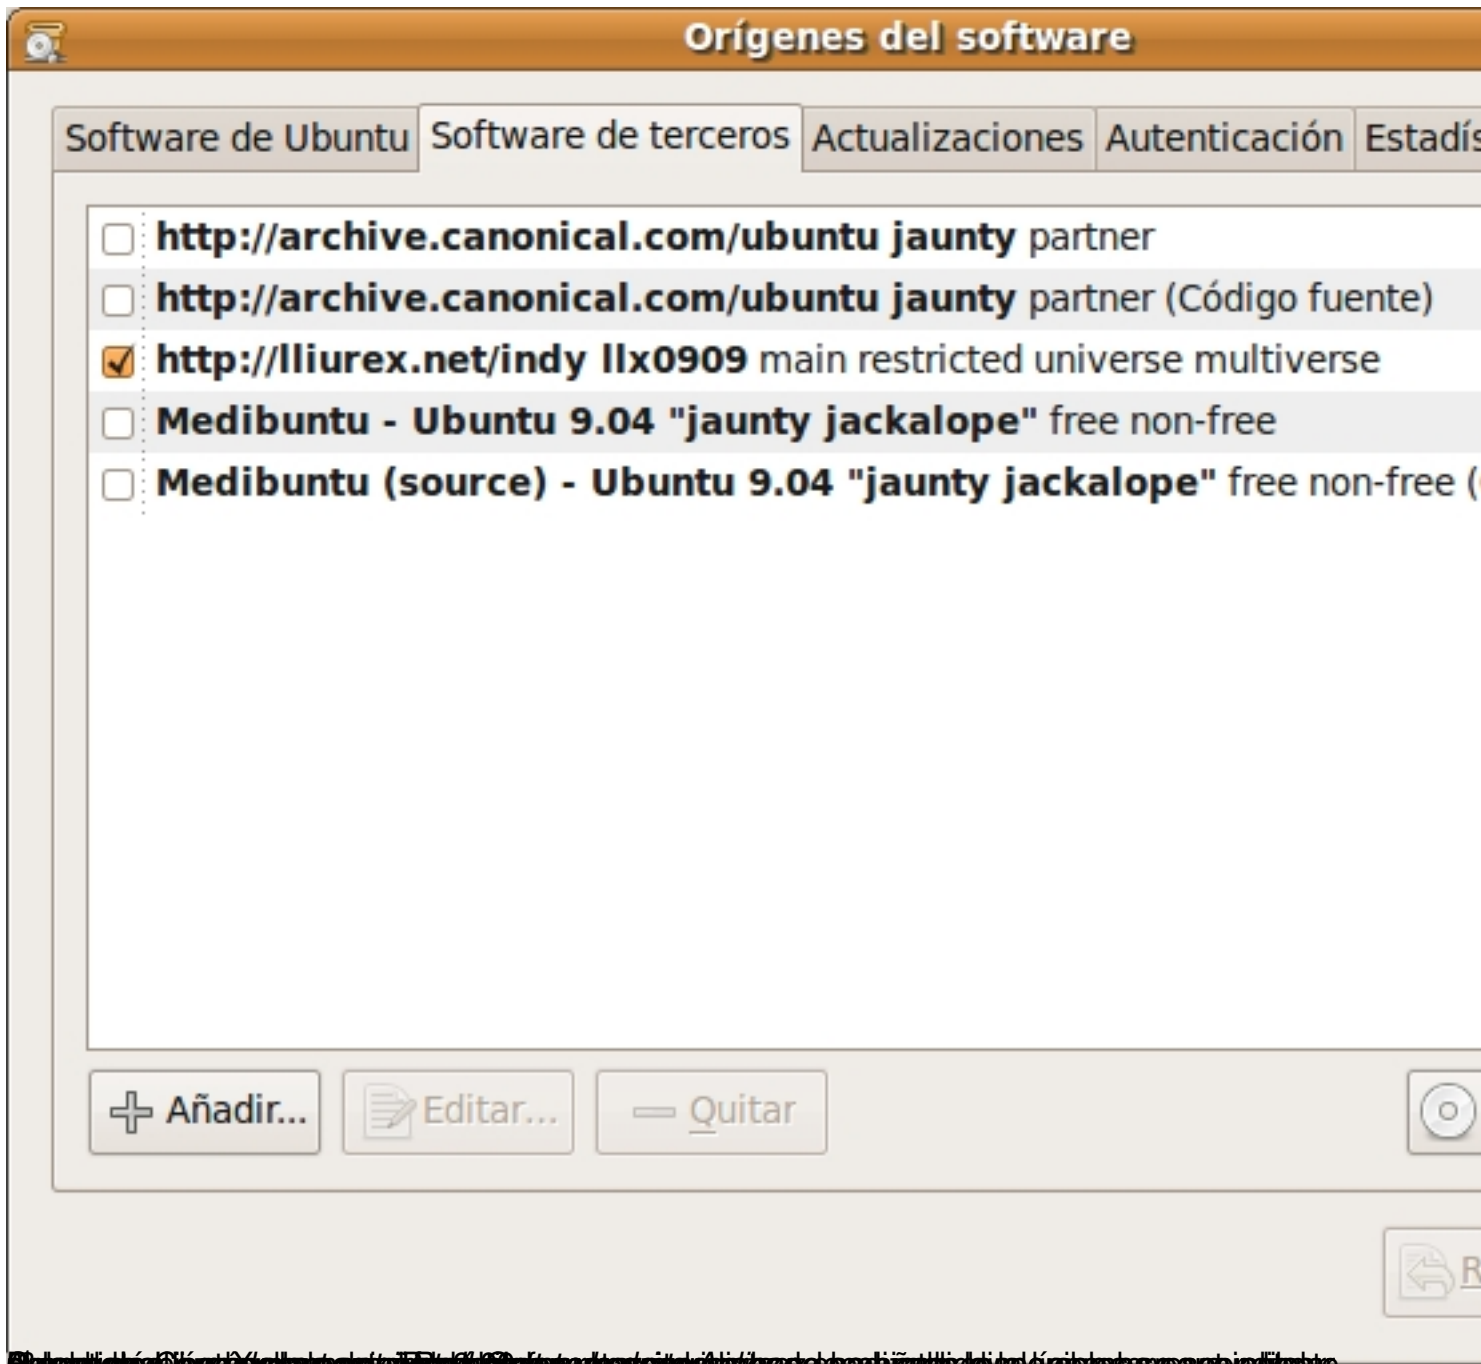 Orígenes del software
Software de Ubuntu Software de terceros Actualizaciones Autenticación
http://archive.canonical.com/ubuntu jaunty partner
http://archive.canonical.com/ubuntu jaunty partner (Código fuente)
http://lliurex.net/indy llx0909 main restricted universe multiverse
Medibuntu - Ubuntu 9.04 "jaunty jackalope" free non-free
Medibuntu (source) - Ubuntu 9.04 "jaunty jackalope" free non-free (
Añadir... Editar... Quitar